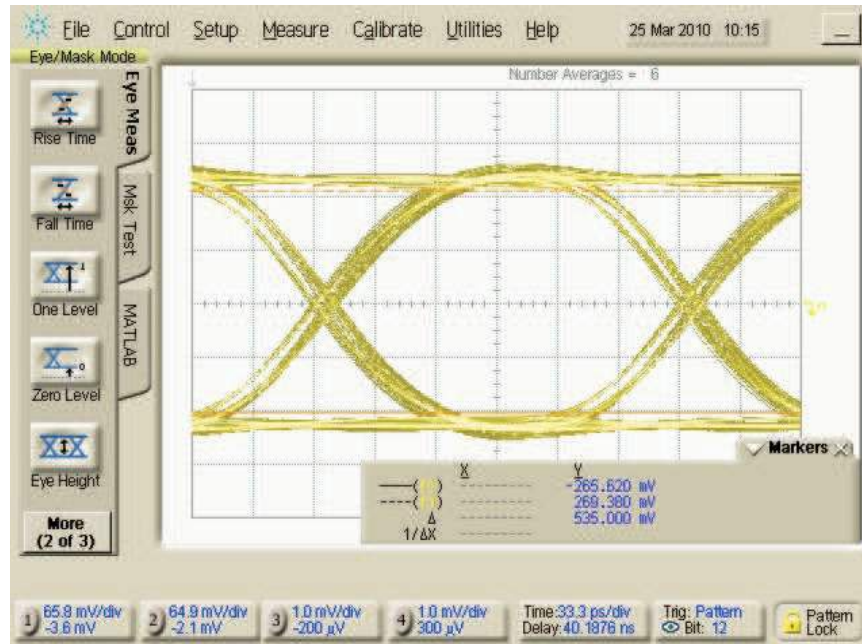 File Control Setup Measure Calibrate Utilities Help 25 Mar 2010 10:15
Eye/Mask Mode
Number Averages = 6
Eye Meas
Msk Test
MATLAB
Rise Time
Fall Time
One Level
Zero Level
Eye Height
More
(2 of 3)
Markers
X Y
-265.620 mV
269.380 mV
Δ 535.000 mV
1/ΔX
1) 65.8 mV/div
-3.6 mV
2) 64.9 mV/div
-2.1 mV
3) 1.0 mV/div
-200 µV
4) 1.0 mV/div
300 µV
Time:33.3 ps/div
Delay:40.1876 ns
Trig: Pattern
Bit: 12
Pattern
Lock